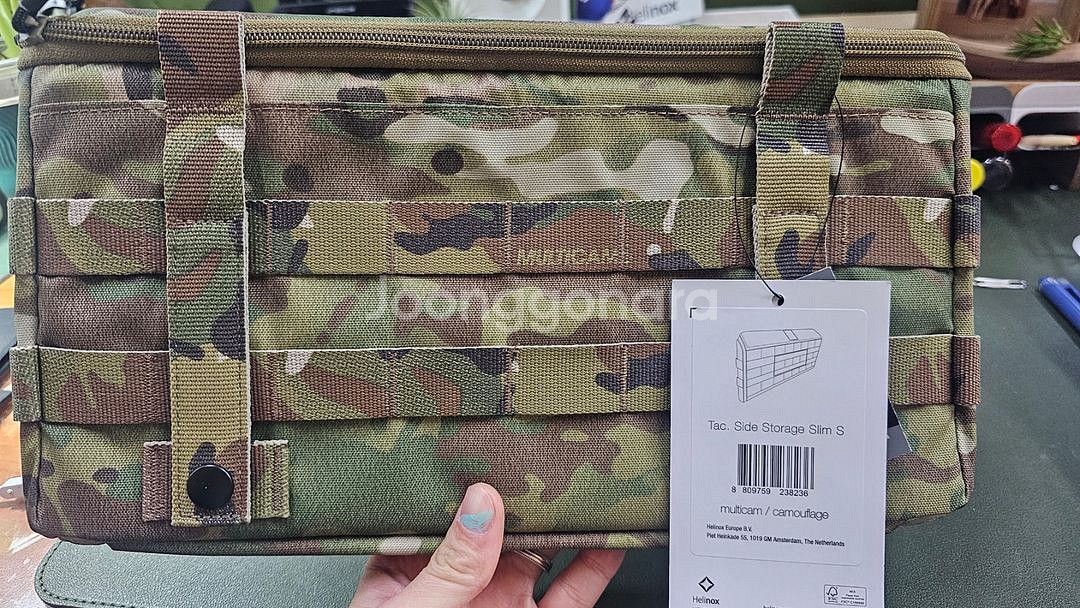 Helinox
MULTICAM
Joonggonara
Tac. Side Storage Slim S
8 809759 238236
multicam / camouflage
Helinox Europe B.V.
Piet Heinkade 55, 1019 GM Amsterdam, The Netherlands
Helinox
FSC